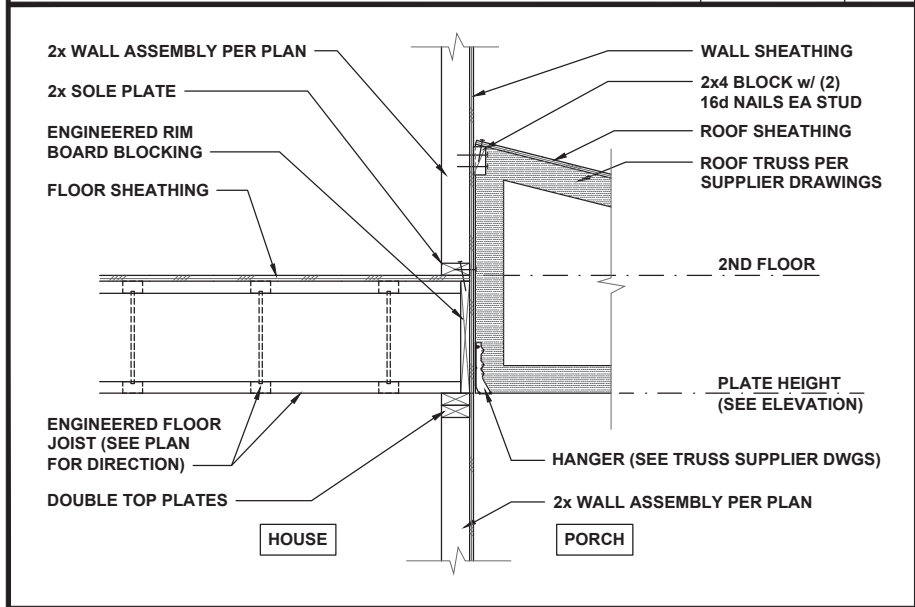 2x WALL ASSEMBLY PER PLAN
2x SOLE PLATE
ENGINEERED RIM
BOARD BLOCKING
FLOOR SHEATHING
ENGINEERED FLOOR
JOIST (SEE PLAN
FOR DIRECTION)
DOUBLE TOP PLATES
HOUSE
WALL SHEATHING
2x4 BLOCK w/ (2)
16d NAILS EA STUD
ROOF SHEATHING
ROOF TRUSS PER
SUPPLIER DRAWINGS
2ND FLOOR
PLATE HEIGHT
(SEE ELEVATION)
HANGER (SEE TRUSS SUPPLIER DWGS)
2x WALL ASSEMBLY PER PLAN
PORCH